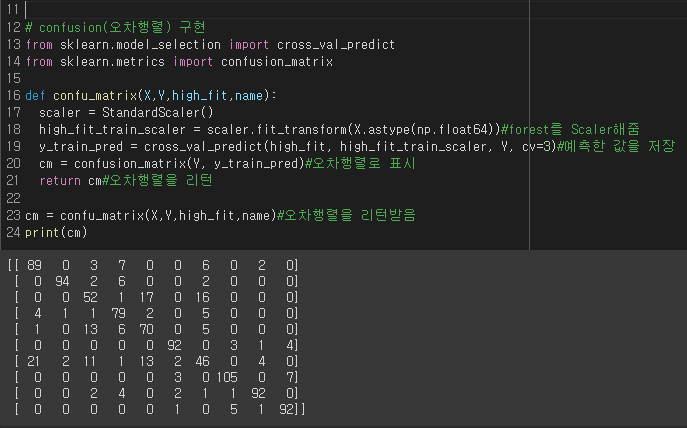 11
12 # confusion(오차행렬) 구현
13 from sklearn.model_selection import cross_val_predict
14 from sklearn.metrics import confusion_matrix
15
16 def confu_matrix(X,Y,high_fit,name):
17   scaler = StandardScaler()
18   high_fit_train_scaler = scaler.fit_transform(X.astype(np.float64))#forest를 Scaler해줌
19   y_train_pred = cross_val_predict(high_fit, high_fit_train_scaler, Y, cv=3)#예측한 값을 저장
20   cm = confusion_matrix(Y, y_train_pred)#오차행렬로 표시
21   return cm#오차행렬을 리턴
22
23 cm = confu_matrix(X,Y,high_fit,name)#오차행렬을 리턴받음
24 print(cm)
[[ 89   0   3   7   0   0   6   0   2   0]
 [  0  94   2   6   0   0   2   0   0   0]
 [  0   0  52   1  17   0  16   0   0   0]
 [  4   1   1  79   2   0   5   0   0   0]
 [  1   0  13   6  70   0   5   0   0   0]
 [  0   0   0   0   0  92   0   3   1   4]
 [ 21   2  11   1  13   2  46   0   4   0]
 [  0   0   0   0   0   3   0 105   0   7]
 [  0   0   2   4   0   2   1   1  92   0]
 [  0   0   0   0   0   1   0   5   1  92]]